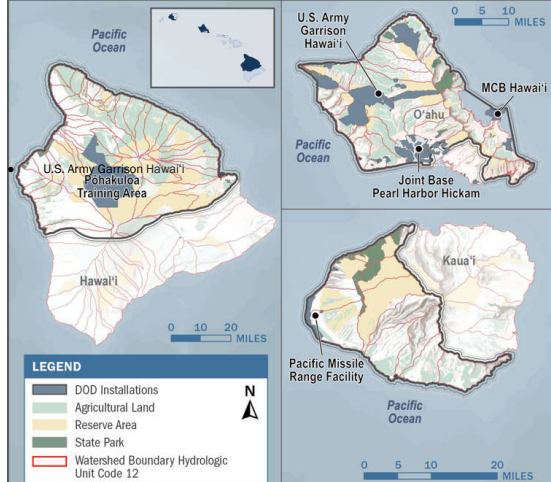 Pacific
Ocean
U.S. Army Garrison Hawai‘i
Pohakuloa
Training Area
Hawai‘i
0 10 20
MILES
LEGEND
DOD Installations
Agricultural Land
Reserve Area
State Park
Watershed Boundary Hydrologic
Unit Code 12
N
0 5 10
MILES
U.S. Army
Garrison
Hawai‘i
MCB Hawai‘i
O‘ahu
Pacific
Ocean
Joint Base
Pearl Harbor Hickam
Kaua‘i
Pacific Missile
Range Facility
Pacific
Ocean
0 10 20
MILES